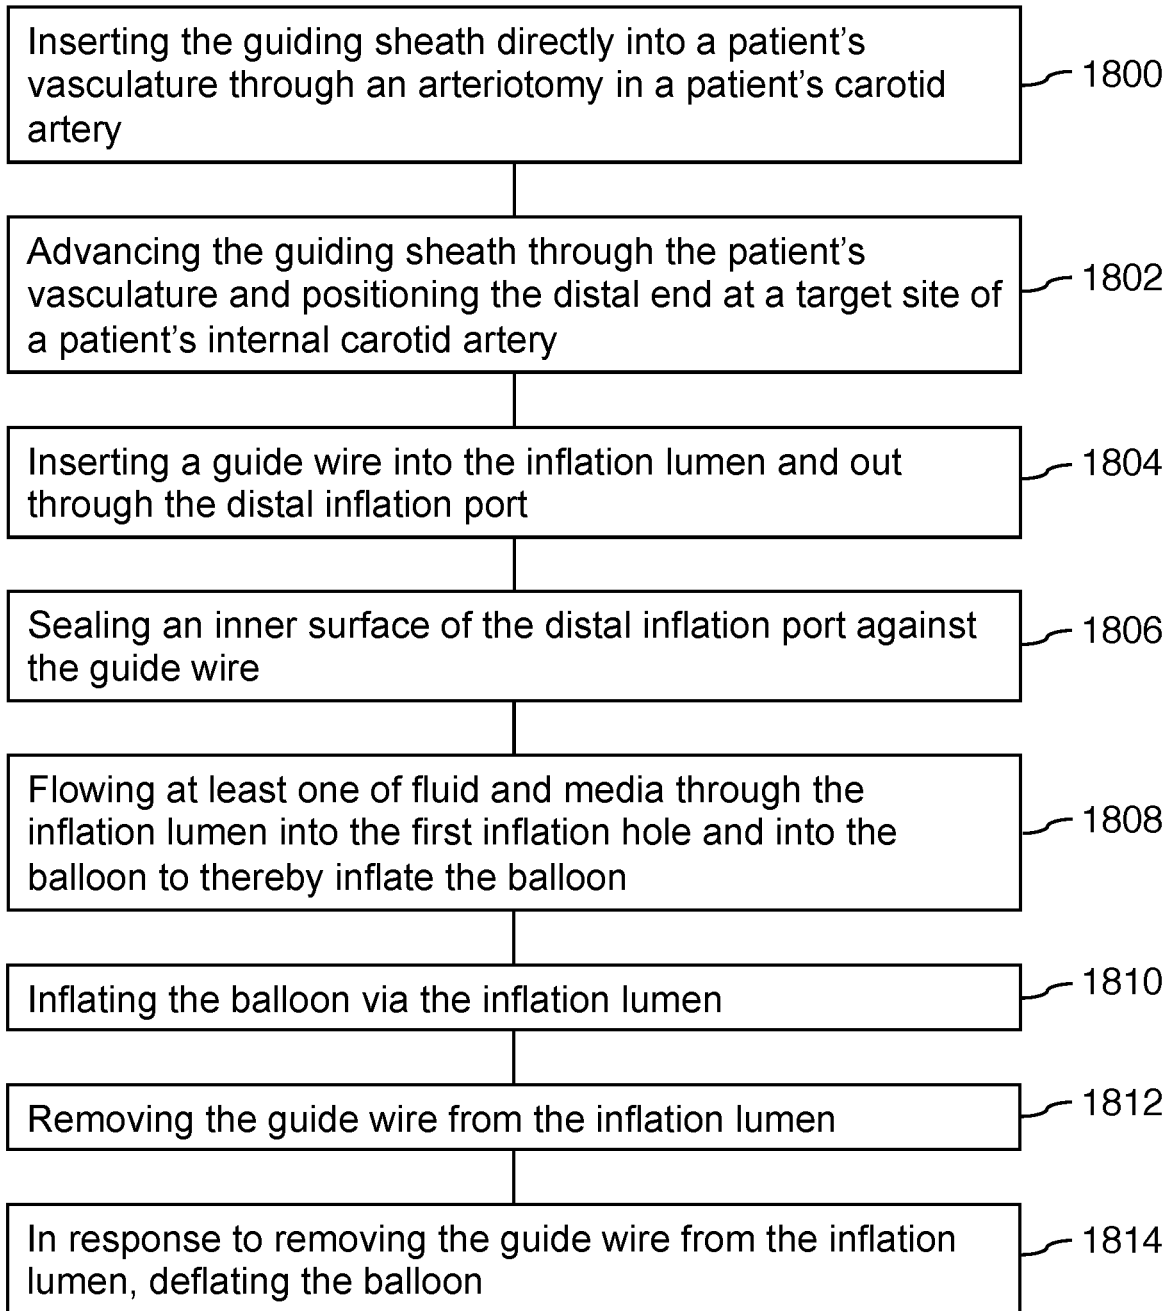 Inserting the guiding sheath directly into a patient's
vasculature through an arteriotomy in a patient's carotid
artery
1800
Advancing the guiding sheath through the patient's
vasculature and positioning the distal end at a target site of
a patient's internal carotid artery
1802
Inserting a guide wire into the inflation lumen and out
through the distal inflation port
1804
Sealing an inner surface of the distal inflation port against
the guide wire
1806
Flowing at least one of fluid and media through the
inflation lumen into the first inflation hole and into the
balloon to thereby inflate the balloon
1808
Inflating the balloon via the inflation lumen
1810
Removing the guide wire from the inflation lumen
1812
In response to removing the guide wire from the inflation
lumen, deflating the balloon
1814